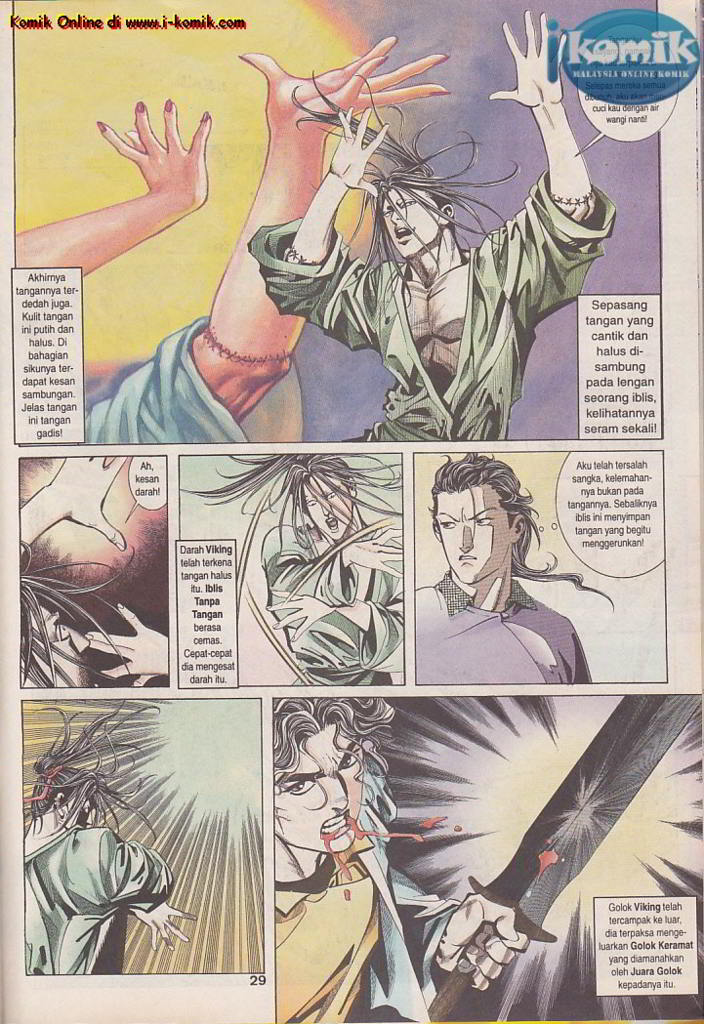 Komik Online di www.i-komik.com
ikomik
MALAYSIA ONLINE KOMIK
Selepas mereka semua
dibunuh, aku akan men-
cuci kau dengan air
wangi nanti!
Akhirnya
tangannya ter-
dedah juga.
Kulit tangan
ini putih dan
halus. Di
bahagian
sikunya ter-
dapat kesan
sambungan.
Jelas tangan
ini tangan
gadis!
Sepasang
tangan yang
cantik dan
halus di-
sambung
pada lengan
seorang iblis,
kelihatannya
seram sekali!
Ah,
kesan
darah!
Darah Viking
telah terkena
tangan halus
itu. Iblis
Tanpa
Tangan
berasa
cemas.
Cepat-cepat
dia mengesat
darah itu.
Aku telah tersalah
sangka, kelemahan-
nya bukan pada
tangannya. Sebaliknya
iblis ini menyimpan
tangan yang begitu
menggerunkan!
Golok Viking telah
tercampak ke luar,
dia terpaksa menge-
luarkan Golok Keramat
yang diamanahkan
oleh Juara Golok
kepadanya itu.
29